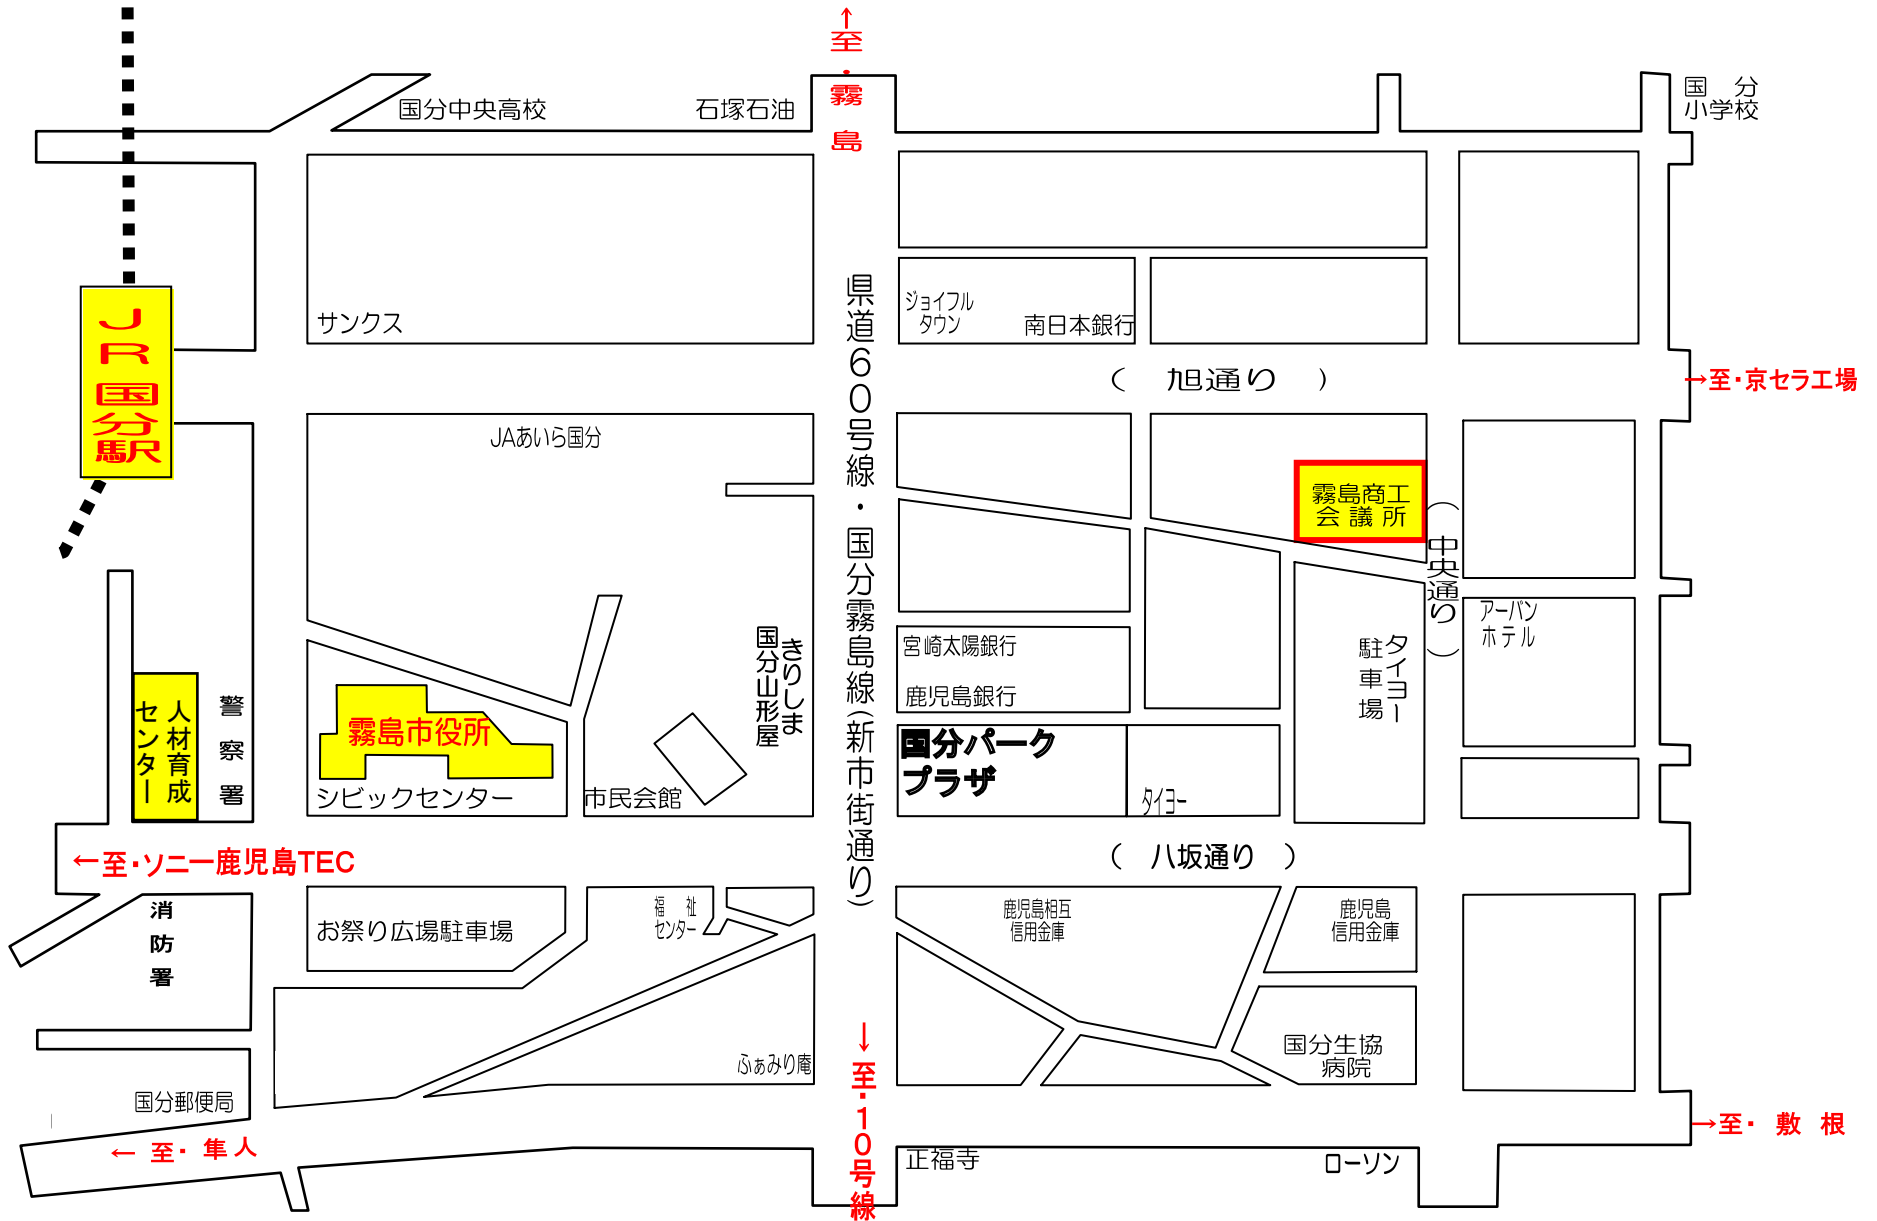 ↑至・霧島
国分中央高校
石塚石油
国 分
小学校
サンクス
ジョイフル
タウン
南日本銀行
JR国分駅
県道60号線・国分霧島線(新市街通り)
( 旭通り )
→至・京セラ工場
JAあいら国分
霧島商工
会議所
(中央通り)
アーバン
ホテル
きりしま
国分山形屋
宮崎太陽銀行
鹿児島銀行
タイヨー
駐車場
人材育成
センター
警察署
霧島市役所
シビックセンター
市民会館
国分パーク
プラザ
タイヨー
←至・ソニー鹿児島TEC
( 八坂通り )
消防署
お祭り広場駐車場
福 祉
センター
鹿児島相互
信用金庫
鹿児島
信用金庫
国分生協
病院
ふぁみり庵
↓至・10号線
国分郵便局
← 至・ 隼人
→至・ 敷 根
正福寺
ローソン